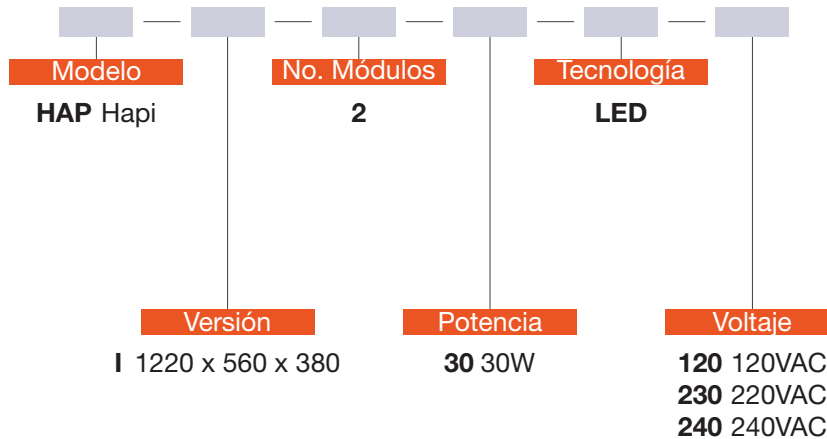 Modelo
No. Módulos
Tecnología
HAP Hapi
2
LED
Versión
Potencia
Voltaje
I 1220 x 560 x 380
30 30W
120 120VAC
230 220VAC
240 240VAC